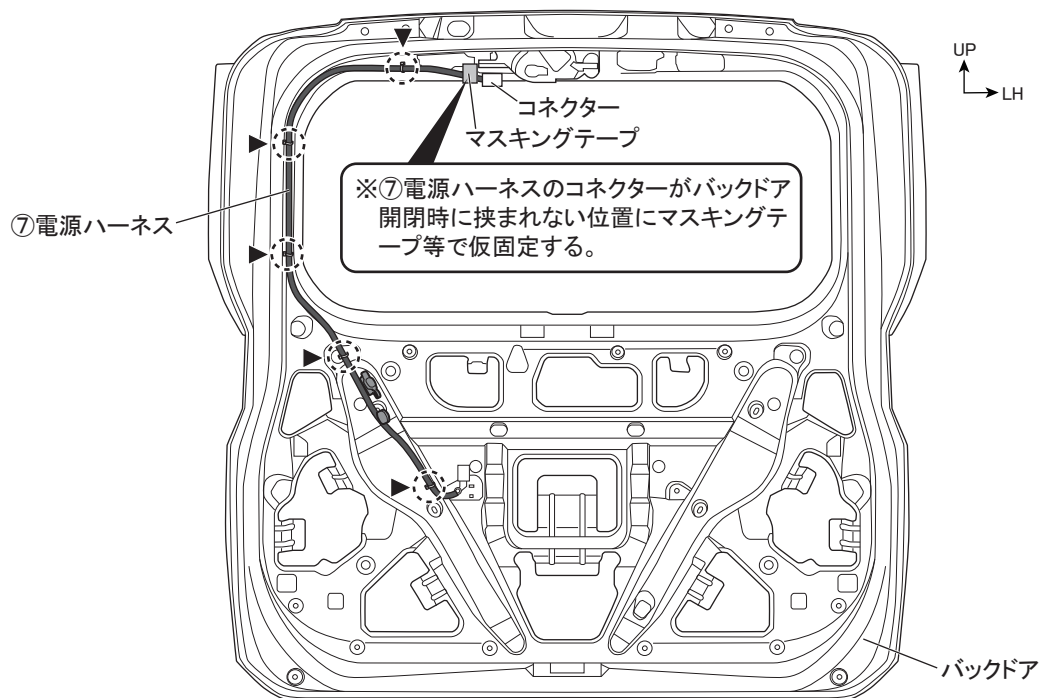 UP
LH
コネクター
マスキングテープ
※⑦電源ハーネスのコネクターがバックドア
開閉時に挟まれない位置にマスキングテ
ープ等で仮固定する。
⑦電源ハーネス
バックドア